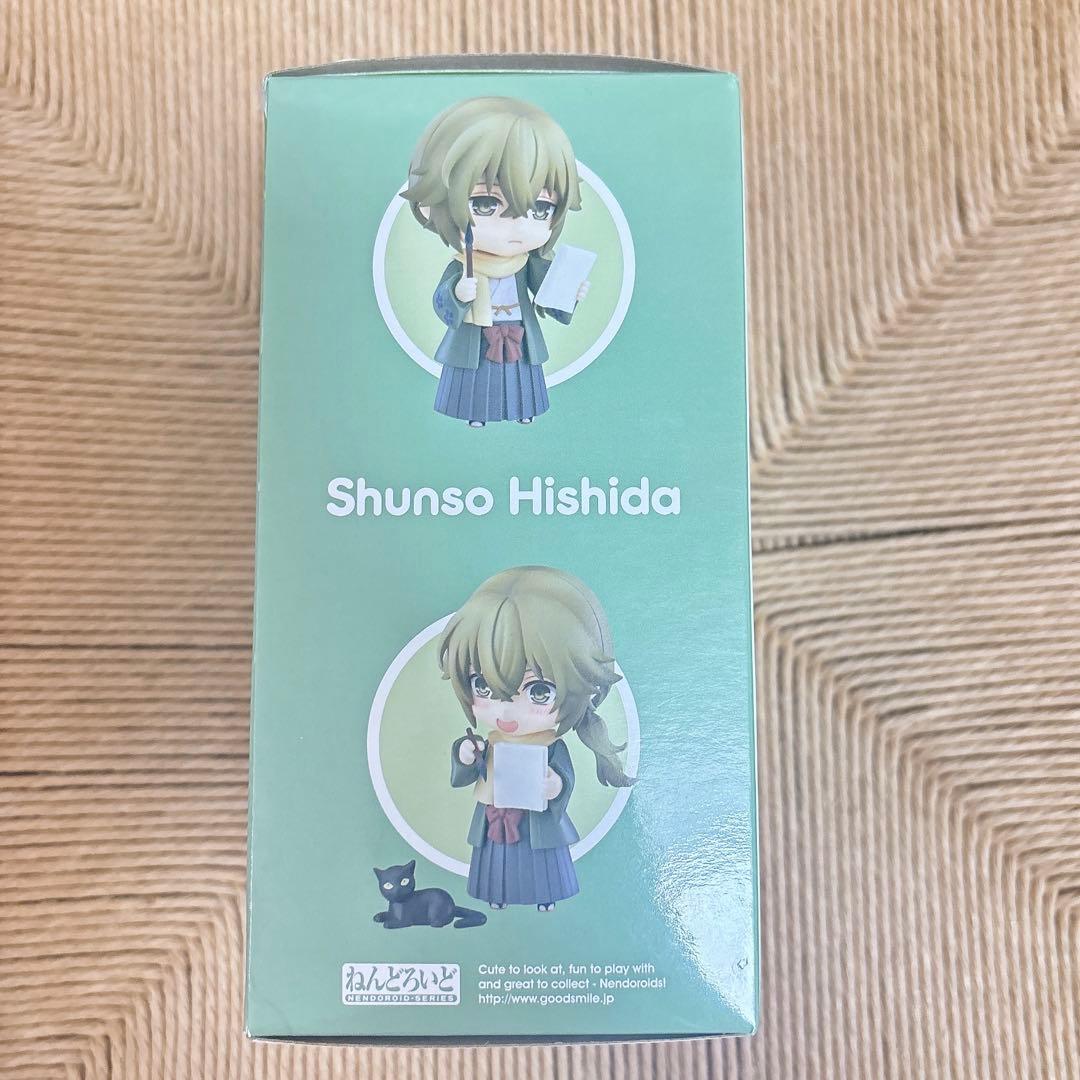 Shunso Hishida
ねんどろいど
NENDOROID-SERIES
Cute to look at, fun to play with
and great to collect - Nendoroids!
http://www.goodsmile.jp